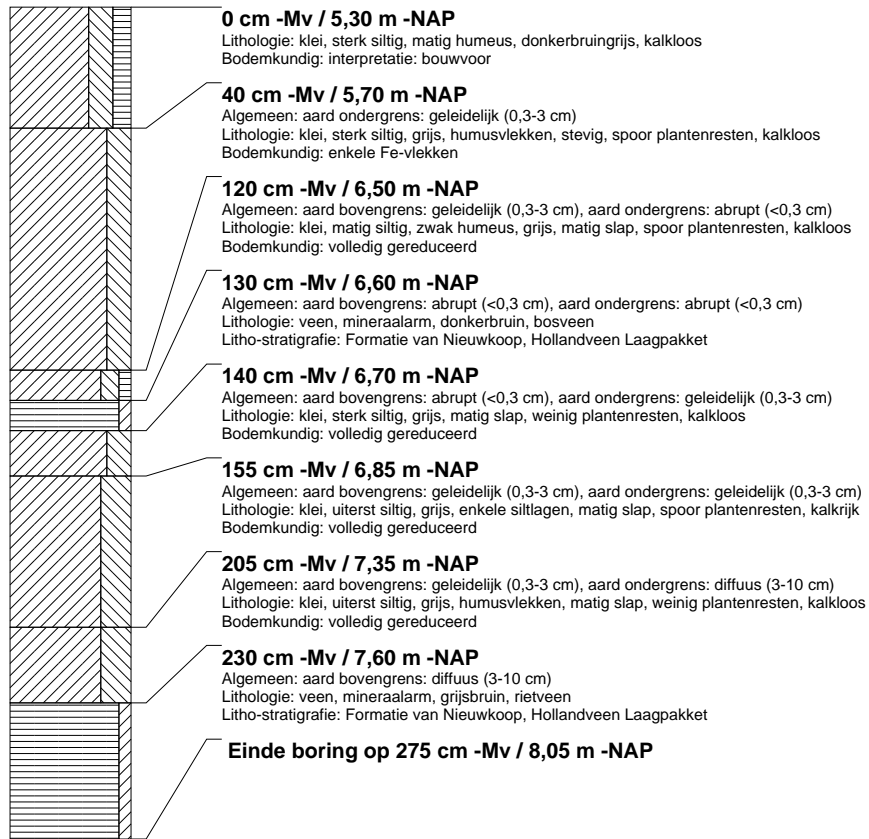 0 cm -Mv / 5,30 m -NAP
Lithologie: klei, sterk siltig, matig humeus, donkerbruingrijs, kalkloos
Bodemkundig: interpretatie: bouwvoor
40 cm -Mv / 5,70 m -NAP
Algemeen: aard ondergrens: geleidelijk (0,3-3 cm)
Lithologie: klei, sterk siltig, grijs, humusvlekken, stevig, spoor plantenresten, kalkloos
Bodemkundig: enkele Fe-vlekken
120 cm -Mv / 6,50 m -NAP
Algemeen: aard bovengrens: geleidelijk (0,3-3 cm), aard ondergrens: abrupt (<0,3 cm)
Lithologie: klei, matig siltig, zwak humeus, grijs, matig slap, spoor plantenresten, kalkloos
Bodemkundig: volledig gereduceerd
130 cm -Mv / 6,60 m -NAP
Algemeen: aard bovengrens: abrupt (<0,3 cm), aard ondergrens: abrupt (<0,3 cm)
Lithologie: veen, mineraalarm, donkerbruin, bosveen
Litho-stratigrafie: Formatie van Nieuwkoop, Hollandveen Laagpakket
140 cm -Mv / 6,70 m -NAP
Algemeen: aard bovengrens: abrupt (<0,3 cm), aard ondergrens: geleidelijk (0,3-3 cm)
Lithologie: klei, sterk siltig, grijs, matig slap, weinig plantenresten, kalkloos
Bodemkundig: volledig gereduceerd
155 cm -Mv / 6,85 m -NAP
Algemeen: aard bovengrens: geleidelijk (0,3-3 cm), aard ondergrens: geleidelijk (0,3-3 cm)
Lithologie: klei, uiterst siltig, grijs, enkele siltlagen, matig slap, spoor plantenresten, kalkrijk
Bodemkundig: volledig gereduceerd
205 cm -Mv / 7,35 m -NAP
Algemeen: aard bovengrens: geleidelijk (0,3-3 cm), aard ondergrens: diffuus (3-10 cm)
Lithologie: klei, uiterst siltig, grijs, humusvlekken, matig slap, weinig plantenresten, kalkloos
Bodemkundig: volledig gereduceerd
230 cm -Mv / 7,60 m -NAP
Algemeen: aard bovengrens: diffuus (3-10 cm)
Lithologie: veen, mineraalarm, grijsbruin, rietveen
Litho-stratigrafie: Formatie van Nieuwkoop, Hollandveen Laagpakket
Einde boring op 275 cm -Mv / 8,05 m -NAP